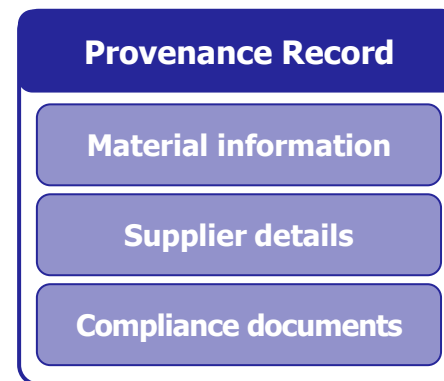 Provenance Record
Material information
Supplier details
Compliance documents